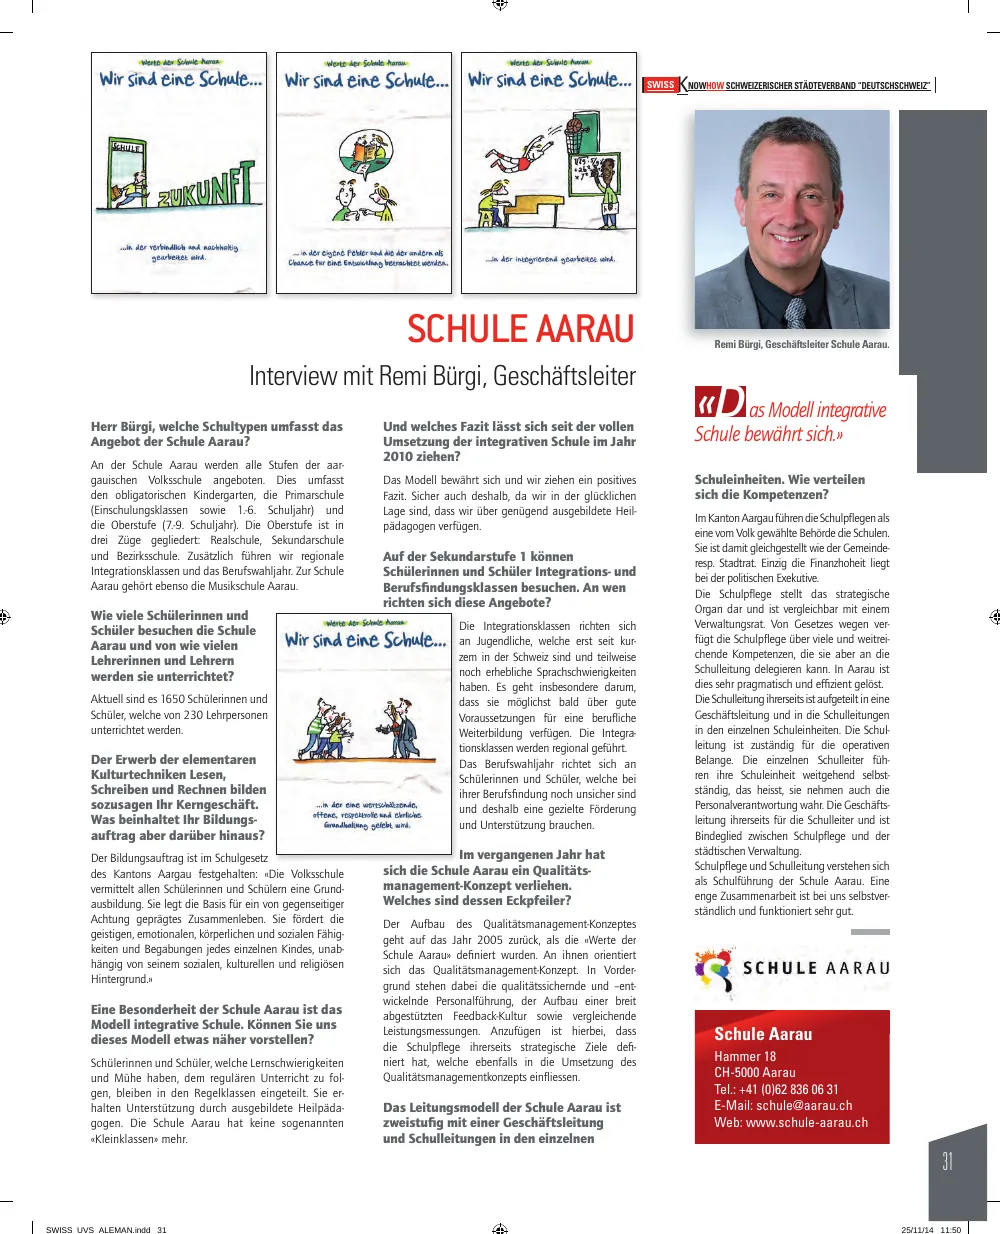 Werte der Schule Aarau
Wir sind eine Schule...
SCHULE
ZUKUNFT
...in der verbindlich und nachhaltig
gearbeitet wird.
Werte der Schule Aarau
Wir sind eine Schule...
... in der eigene Fehler und die der andern als
Chance für eine Entwicklung betrachtet werden.
Werte der Schule Aarau
Wir sind eine Schule...
...in der integrierend gearbeitet wird.
SWISS KNOWHOW SCHWEIZERISCHER STÄDTEVERBAND “DEUTSCHSCHWEIZ”
Remi Bürgi, Geschäftsleiter Schule Aarau.
SCHULE AARAU
Interview mit Remi Bürgi, Geschäftsleiter
Herr Bürgi, welche Schultypen umfasst das
Angebot der Schule Aarau?
An der Schule Aarau werden alle Stufen der aar-
gauischen Volksschule angeboten. Dies umfasst
den obligatorischen Kindergarten, die Primarschule
(Einschulungsklassen sowie 1.-6. Schuljahr) und
die Oberstufe (7.-9. Schuljahr). Die Oberstufe ist in
drei Züge gegliedert: Realschule, Sekundarschule
und Bezirksschule. Zusätzlich führen wir regionale
Integrationsklassen und das Berufswahljahr. Zur Schule
Aarau gehört ebenso die Musikschule Aarau.
Wie viele Schülerinnen und
Schüler besuchen die Schule
Aarau und von wie vielen
Lehrerinnen und Lehrern
werden sie unterrichtet?
Aktuell sind es 1650 Schülerinnen und
Schüler, welche von 230 Lehrpersonen
unterrichtet werden.
Der Erwerb der elementaren
Kulturtechniken Lesen,
Schreiben und Rechnen bilden
sozusagen Ihr Kerngeschäft.
Was beinhaltet Ihr Bildungs-
auftrag aber darüber hinaus?
Der Bildungsauftrag ist im Schulgesetz
des Kantons Aargau festgehalten: «Die Volksschule
vermittelt allen Schülerinnen und Schülern eine Grund-
ausbildung. Sie legt die Basis für ein von gegenseitiger
Achtung geprägtes Zusammenleben. Sie fördert die
geistigen, emotionalen, körperlichen und sozialen Fähig-
keiten und Begabungen jedes einzelnen Kindes, unab-
hängig von seinem sozialen, kulturellen und religiösen
Hintergrund.»
Eine Besonderheit der Schule Aarau ist das
Modell integrative Schule. Können Sie uns
dieses Modell etwas näher vorstellen?
Schülerinnen und Schüler, welche Lernschwierigkeiten
und Mühe haben, dem regulären Unterricht zu fol-
gen, bleiben in den Regelklassen eingeteilt. Sie er-
halten Unterstützung durch ausgebildete Heilpäda-
gogen. Die Schule Aarau hat keine sogenannten
«Kleinklassen» mehr.
Und welches Fazit lässt sich seit der vollen
Umsetzung der integrativen Schule im Jahr
2010 ziehen?
Das Modell bewährt sich und wir ziehen ein positives
Fazit. Sicher auch deshalb, da wir in der glücklichen
Lage sind, dass wir über genügend ausgebildete Heil-
pädagogen verfügen.
Auf der Sekundarstufe 1 können
Schülerinnen und Schüler Integrations- und
Berufsfindungsklassen besuchen. An wen
richten sich diese Angebote?
Die Integrationsklassen richten sich
an Jugendliche, welche erst seit kur-
zem in der Schweiz sind und teilweise
noch erhebliche Sprachschwierigkeiten
haben. Es geht insbesondere darum,
dass sie möglichst bald über gute
Voraussetzungen für eine berufliche
Weiterbildung verfügen. Die Integra-
tionsklassen werden regional geführt.
Das Berufswahljahr richtet sich an
Schülerinnen und Schüler, welche bei
ihrer Berufsfindung noch unsicher sind
und deshalb eine gezielte Förderung
und Unterstützung brauchen.
Werte der Schule Aarau
Wir sind eine Schule...
...in der eine wertschätzende,
offene, respektvolle und ehrliche
Grundhaltung gelebt wird.
Im vergangenen Jahr hat
sich die Schule Aarau ein Qualitäts-
management-Konzept verliehen.
Welches sind dessen Eckpfeiler?
Der Aufbau des Qualitätsmanagement-Konzeptes
geht auf das Jahr 2005 zurück, als die «Werte der
Schule Aarau» definiert wurden. An ihnen orientiert
sich das Qualitätsmanagement-Konzept. In Vorder-
grund stehen dabei die qualitätssichernde und –ent-
wickelnde Personalführung, der Aufbau einer breit
abgestützten Feedback-Kultur sowie vergleichende
Leistungsmessungen. Anzufügen ist hierbei, dass
die Schulpflege ihrerseits strategische Ziele defi-
niert hat, welche ebenfalls in die Umsetzung des
Qualitätsmanagementkonzepts einfliessen.
Das Leitungsmodell der Schule Aarau ist
zweistufig mit einer Geschäftsleitung
und Schulleitungen in den einzelnen
«Das Modell integrative
Schule bewährt sich.»
Schuleinheiten. Wie verteilen
sich die Kompetenzen?
Im Kanton Aargau führen die Schulpflegen als
eine vom Volk gewählte Behörde die Schulen.
Sie ist damit gleichgestellt wie der Gemeinde-
resp. Stadtrat. Einzig die Finanzhoheit liegt
bei der politischen Exekutive.
Die Schulpflege stellt das strategische
Organ dar und ist vergleichbar mit einem
Verwaltungsrat. Von Gesetzes wegen ver-
fügt die Schulpflege über viele und weitrei-
chende Kompetenzen, die sie aber an die
Schulleitung delegieren kann. In Aarau ist
dies sehr pragmatisch und effizient gelöst.
Die Schulleitung ihrerseits ist aufgeteilt in eine
Geschäftsleitung und in die Schulleitungen
in den einzelnen Schuleinheiten. Die Schul-
leitung ist zuständig für die operativen
Belange. Die einzelnen Schulleiter füh-
ren ihre Schuleinheit weitgehend selbst-
ständig, das heisst, sie nehmen auch die
Personalverantwortung wahr. Die Geschäfts-
leitung ihrerseits für die Schulleiter und ist
Bindeglied zwischen Schulpflege und der
städtischen Verwaltung.
Schulpflege und Schulleitung verstehen sich
als Schulführung der Schule Aarau. Eine
enge Zusammenarbeit ist bei uns selbstver-
ständlich und funktioniert sehr gut.
SCHULE AARAU
Schule Aarau
Hammer 18
CH-5000 Aarau
Tel.: +41 (0)62 836 06 31
E-Mail: schule@aarau.ch
Web: www.schule-aarau.ch
31
SWISS_UVS_ALEMAN.indd 31
25/11/14 11:50